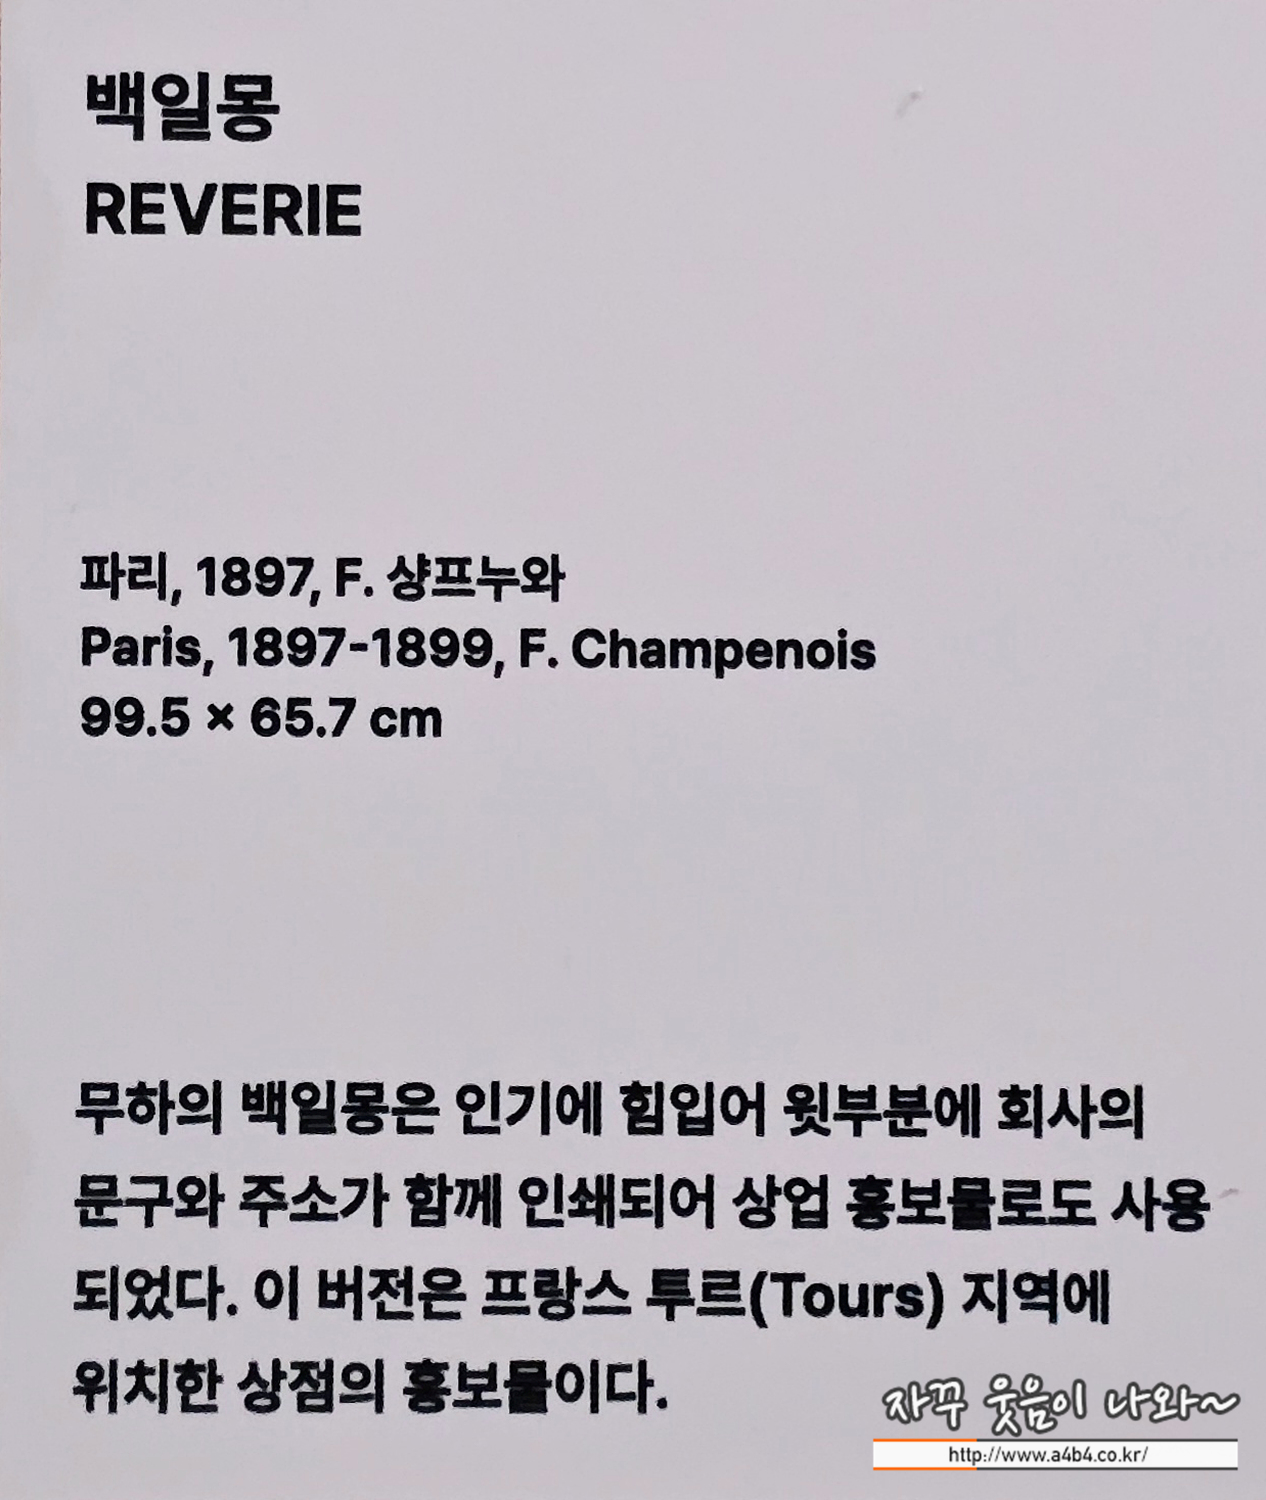 백일몽
REVERIE
파리, 1897, F. 샹프누와
Paris, 1897-1899, F. Champenois
99.5 × 65.7 cm
무하의 백일몽은 인기에 힘입어 윗부분에 회사의
문구와 주소가 함께 인쇄되어 상업 홍보물로도 사용
되었다. 이 버전은 프랑스 투르(Tours) 지역에
위치한 상점의 홍보물이다.
자꾸 웃음이 나와~
http://www.a4b4.co.kr/